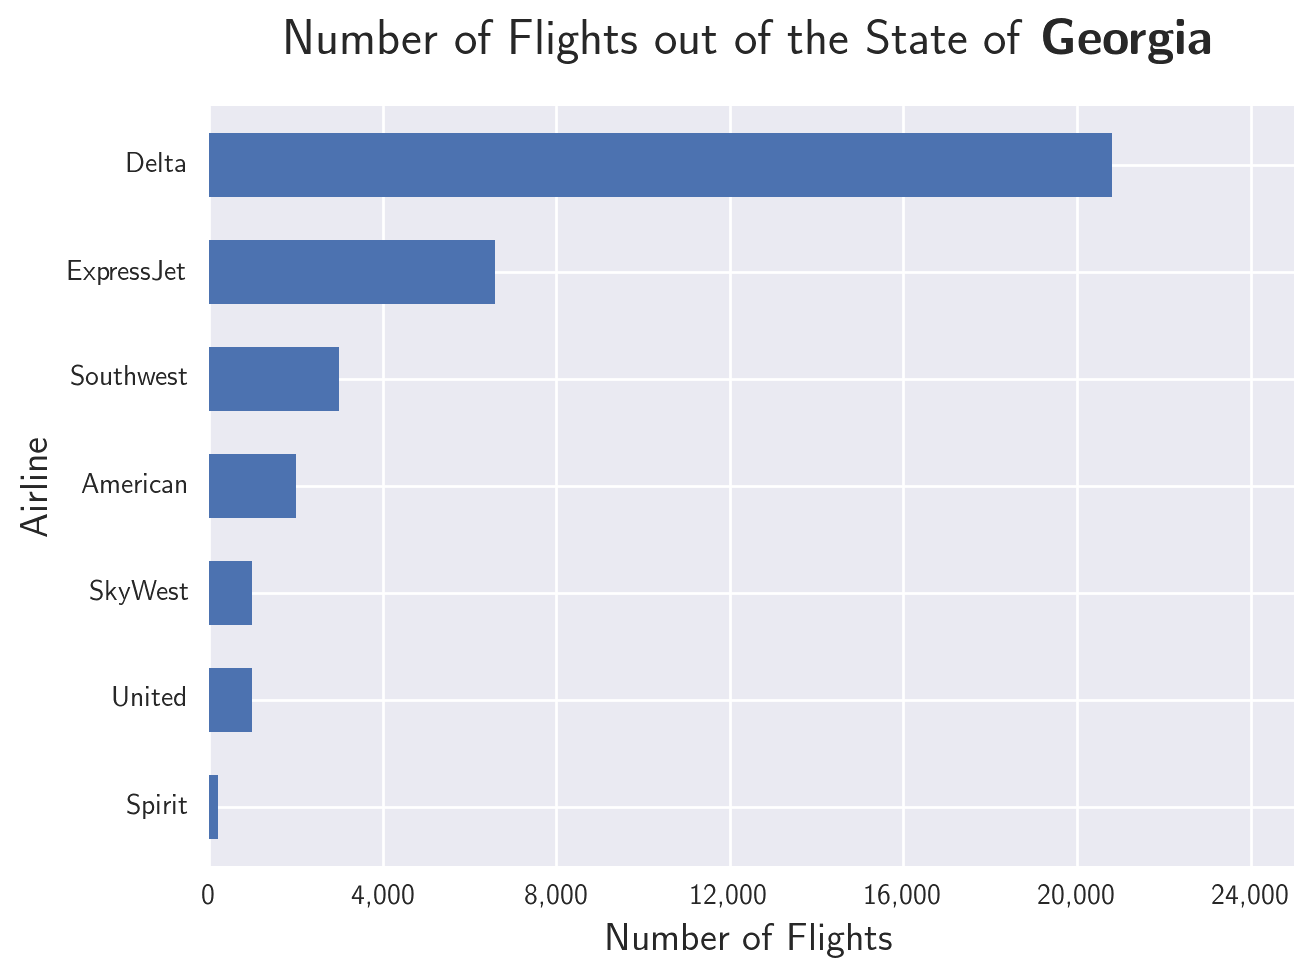 Number of Flights out of the State of Georgia
Delta
ExpressJet
Southwest
American
SkyWest
United
Spirit
Airline
0 4,000 8,000 12,000 16,000 20,000 24,000
Number of Flights